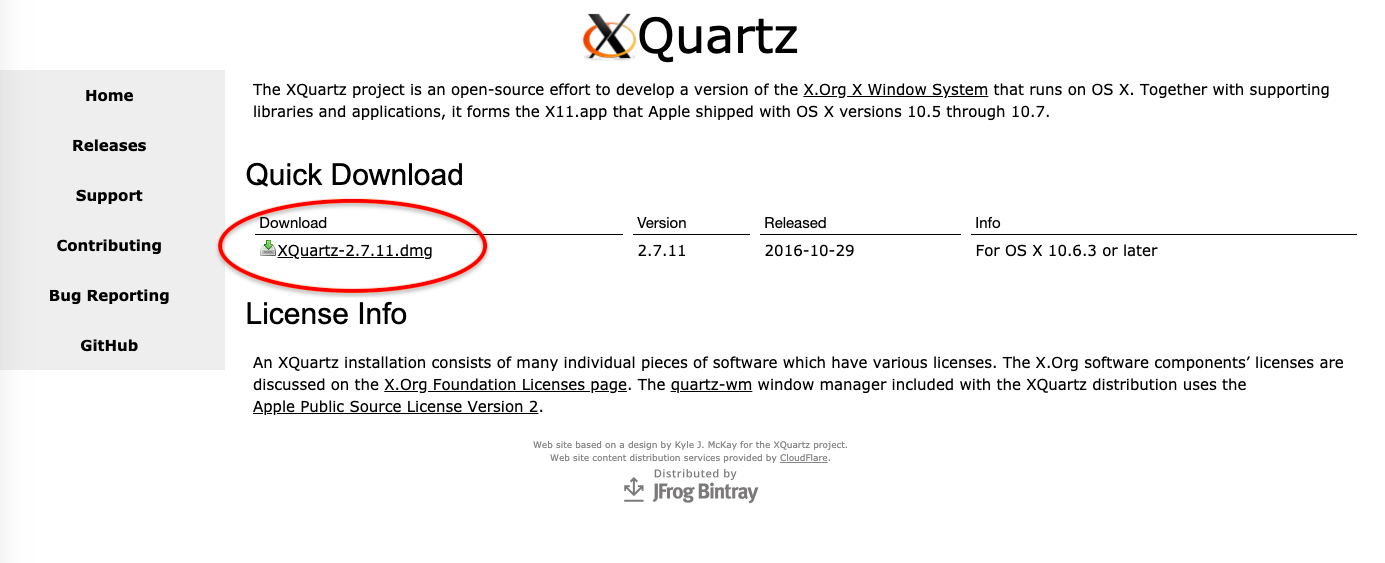 XQuartz
Home
Releases
Support
Contributing
Bug Reporting
GitHub
The XQuartz project is an open-source effort to develop a version of the X.Org X Window System that runs on OS X. Together with supporting
libraries and applications, it forms the X11.app that Apple shipped with OS X versions 10.5 through 10.7.
Quick Download
Download Version Released Info
XQuartz-2.7.11.dmg 2.7.11 2016-10-29 For OS X 10.6.3 or later
License Info
An XQuartz installation consists of many individual pieces of software which have various licenses. The X.Org software components’ licenses are
discussed on the X.Org Foundation Licenses page. The quartz-wm window manager included with the XQuartz distribution uses the
Apple Public Source License Version 2.
Web site based on a design by Kyle J. McKay for the XQuartz project.
Web site content distribution services provided by CloudFlare.
Distributed by
JFrog Bintray